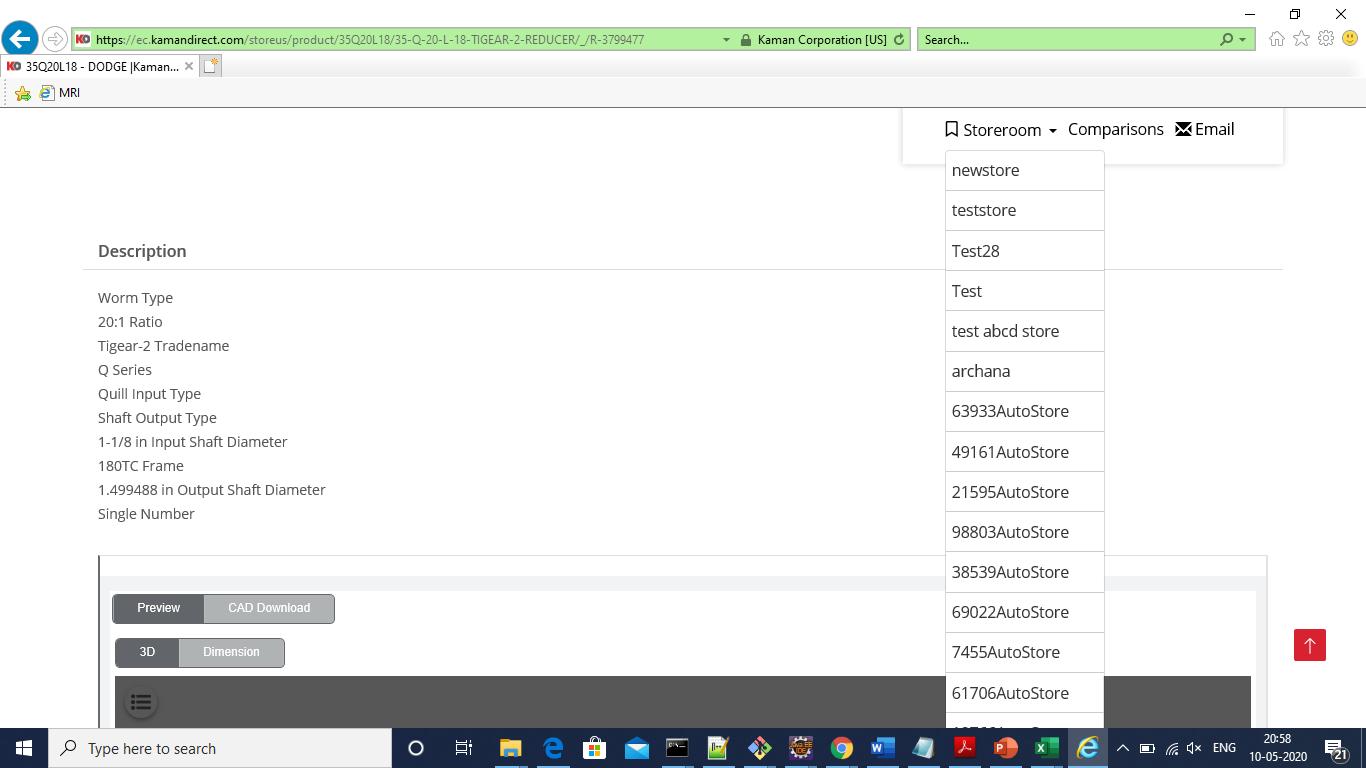 https://ec.kamandirect.com/storeus/product/35Q20L18/35-Q-20-L-18-TIGEAR-2-REDUCER/_/R-3799477
Kaman Corporation [US]
Search...
35Q20L18 - DODGE |Kaman...
MRI
Storeroom
Comparisons
Email
newstore
teststore
Test28
Test
test abcd store
archana
63933AutoStore
49161AutoStore
21595AutoStore
98803AutoStore
38539AutoStore
69022AutoStore
7455AutoStore
61706AutoStore
Description
Worm Type
20:1 Ratio
Tigear-2 Tradename
Q Series
Quill Input Type
Shaft Output Type
1-1/8 in Input Shaft Diameter
180TC Frame
1.499488 in Output Shaft Diameter
Single Number
Preview
CAD Download
3D
Dimension
Type here to search
ENG
20:58
10-05-2020
21